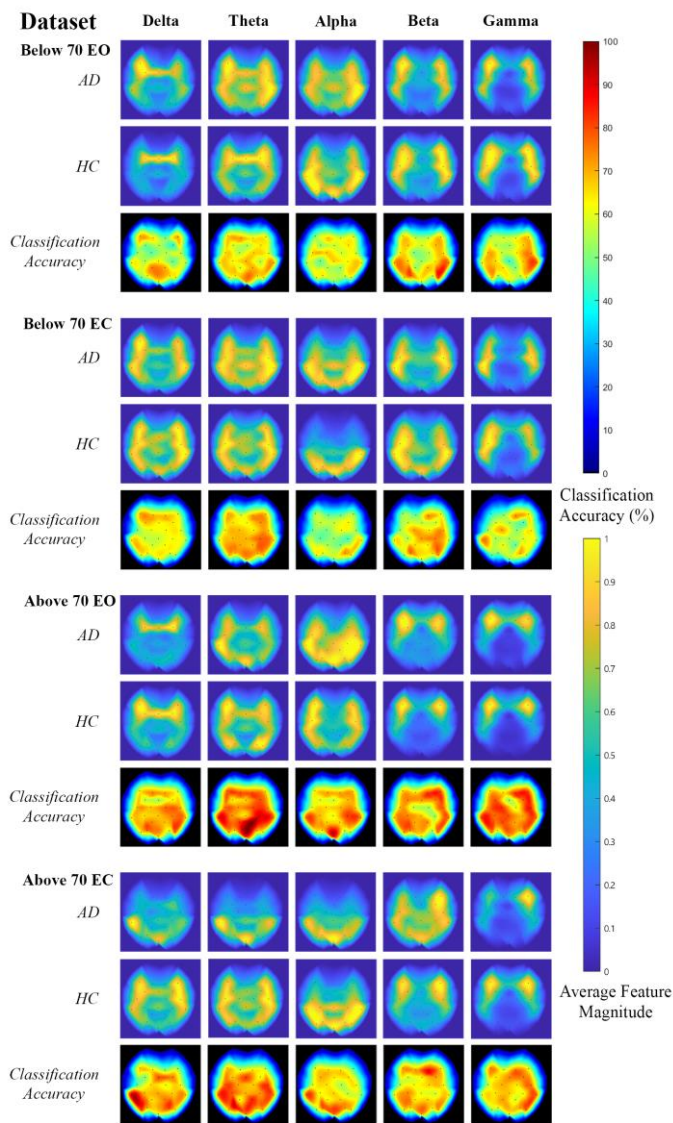 Dataset Delta Theta Alpha Beta Gamma
Below 70 EO
AD
HC
Classification
Accuracy
Below 70 EC
AD
HC
Classification
Accuracy
Above 70 EO
AD
HC
Classification
Accuracy
Above 70 EC
AD
HC
Classification
Accuracy
100
90
80
70
60
50
40
30
20
10
0
Classification
Accuracy (%)
1
0.9
0.8
0.7
0.6
0.5
0.4
0.3
0.2
0.1
0
Average Feature
Magnitude